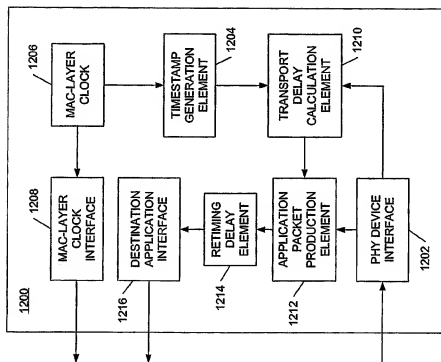 1200
1206
MAC-LAYER
CLOCK
1204
TIMESTAMP
GENERATION
ELEMENT
1210
TRANSPORT
DELAY
CALCULATION
ELEMENT
1208
MAC-LAYER
CLOCK
INTERFACE
1216
DESTINATION
APPLICATION
INTERFACE
1214
RETIMING
DELAY
ELEMENT
1212
APPLICATION
PACKET
PRODUCTION
ELEMENT
1202
PHY DEVICE
INTERFACE